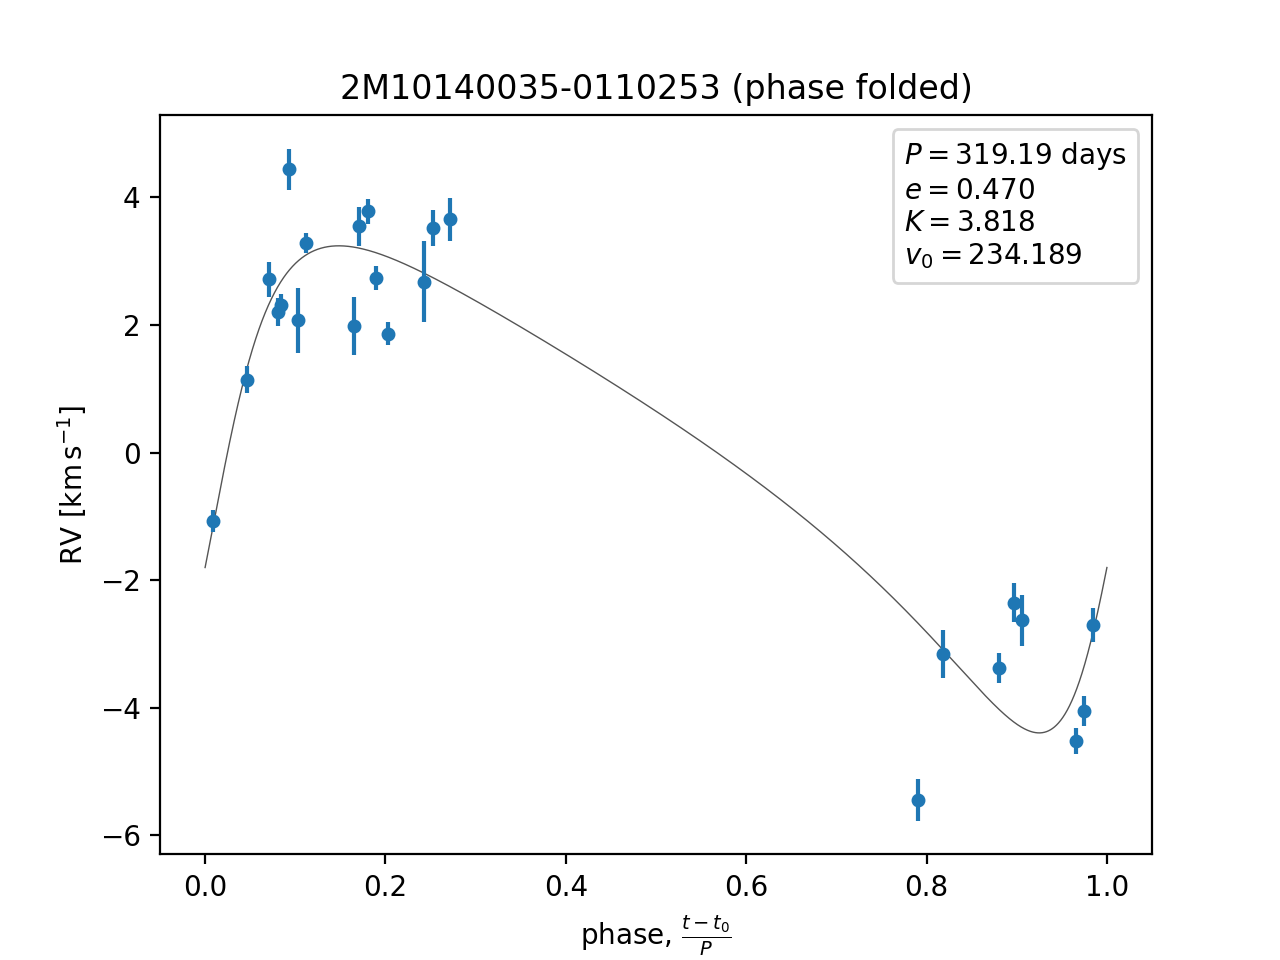 2M10140035-0110253 (phase folded)
P = 319.19 days
e = 0.470
K = 3.818
v₀ = 234.189
RV [km s⁻¹]
4
2
0
−2
−4
−6
0.0 0.2 0.4 0.6 0.8 1.0
phase, (t − t₀)/P